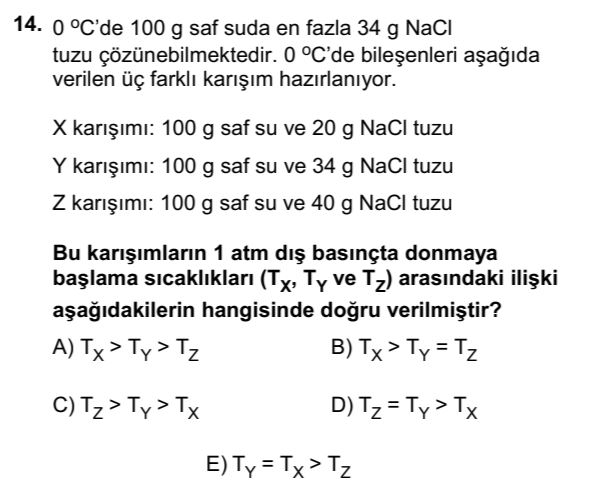 14. 0 °C'de 100 g saf suda en fazla 34 g NaCl
tuzu çözünebilmektedir. 0 °C'de bileşenleri aşağıda
verilen üç farklı karışım hazırlanıyor.
X karışımı: 100 g saf su ve 20 g NaCl tuzu
Y karışımı: 100 g saf su ve 34 g NaCl tuzu
Z karışımı: 100 g saf su ve 40 g NaCl tuzu
Bu karışımların 1 atm dış basınçta donmaya
başlama sıcaklıkları (T_X, T_Y ve T_Z) arasındaki ilişki
aşağıdakilerin hangisinde doğru verilmiştir?
A) T_X > T_Y > T_Z B) T_X > T_Y = T_Z
C) T_Z > T_Y > T_X D) T_Z = T_Y > T_X
E) T_Y = T_X > T_Z